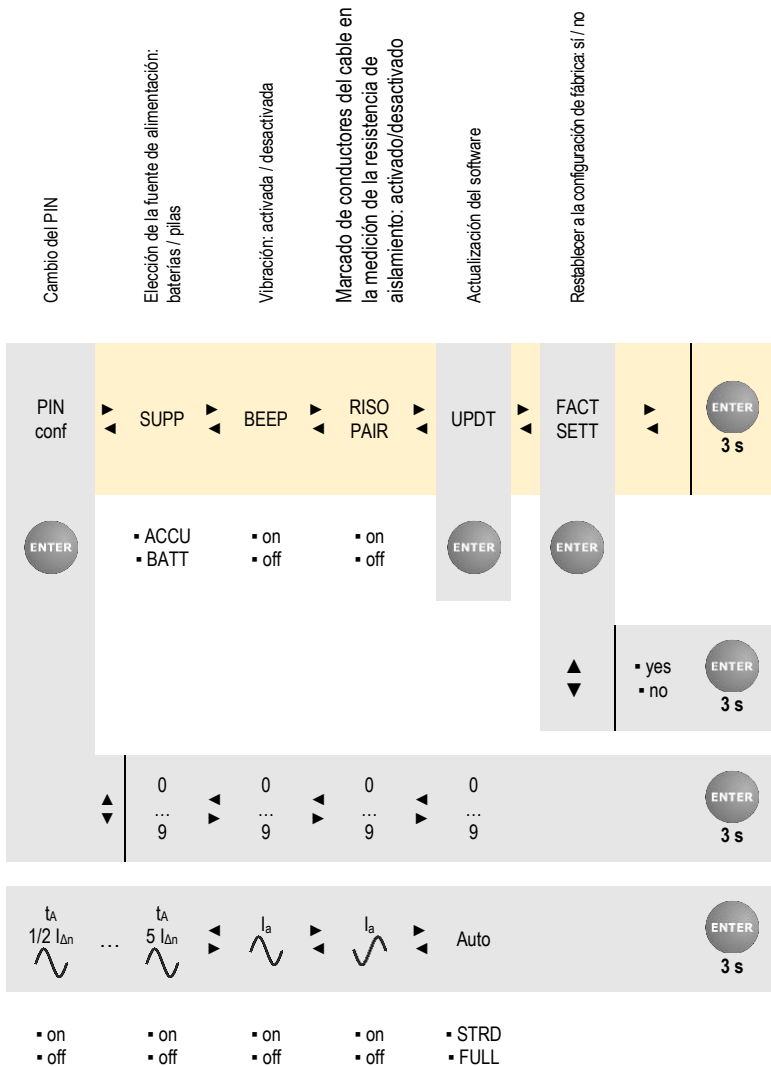 Cambio del PIN
Elección de la fuente de alimentación:
baterías / pilas
Vibración: activada / desactivada
Marcado de conductores del cable en
la medición de la resistencia de
aislamiento: activado/desactivado
Actualización del software
Restablecer a la configuración de fábrica: sí / no
PIN
conf
► ◄
SUPP
► ◄
BEEP
► ◄
RISO
PAIR
► ◄
UPDT
► ◄
FACT
SETT
► ◄
ENTER
3 s
ENTER
▪ ACCU
▪ BATT
▪ on
▪ off
▪ on
▪ off
ENTER
ENTER
▲
▼
▪ yes
▪ no
ENTER
3 s
▲
▼
0
…
9
◄ ►
0
…
9
◄ ►
0
…
9
◄ ►
0
…
9
ENTER
3 s
tA
1/2 IΔn
…
tA
5 IΔn
◄ ►
Ia
► ◄
Ia
► ◄
Auto
ENTER
3 s
▪ on
▪ off
▪ on
▪ off
▪ on
▪ off
▪ on
▪ off
▪ STRD
▪ FULL